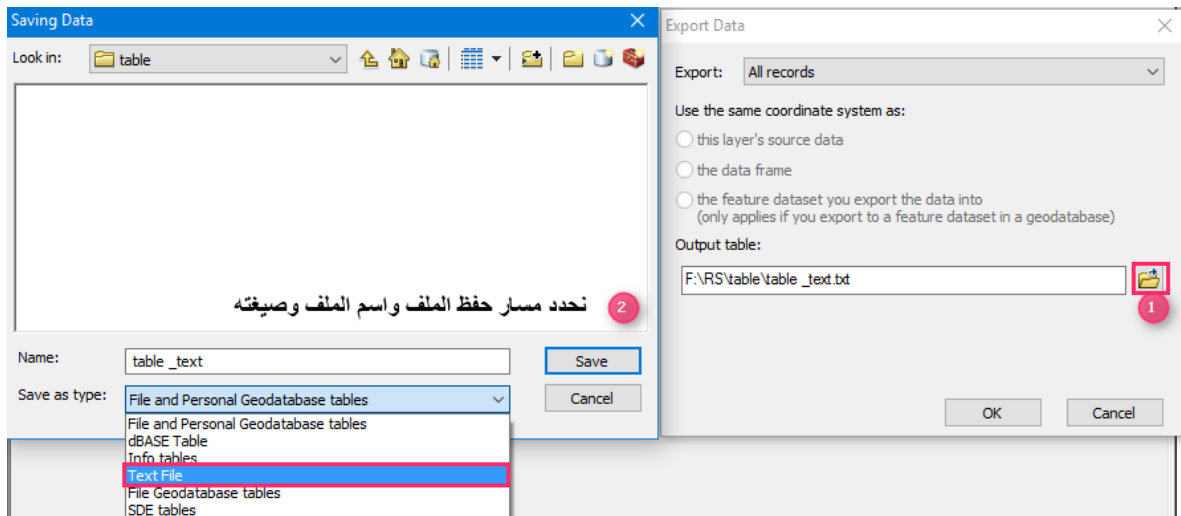 Saving Data
Look in:
table
نحدد مسار حفظ الملف واسم الملف وصيغته
2
Name:
table _text
Save
Save as type:
File and Personal Geodatabase tables
Cancel
File and Personal Geodatabase tables
dBASE Table
Info tables
Text File
File Geodatabase tables
SDE tables
Export Data
Export:
All records
Use the same coordinate system as:
this layer's source data
the data frame
the feature dataset you export the data into
(only applies if you export to a feature dataset in a geodatabase)
Output table:
F:\RS\table\table _text.txt
1
OK
Cancel